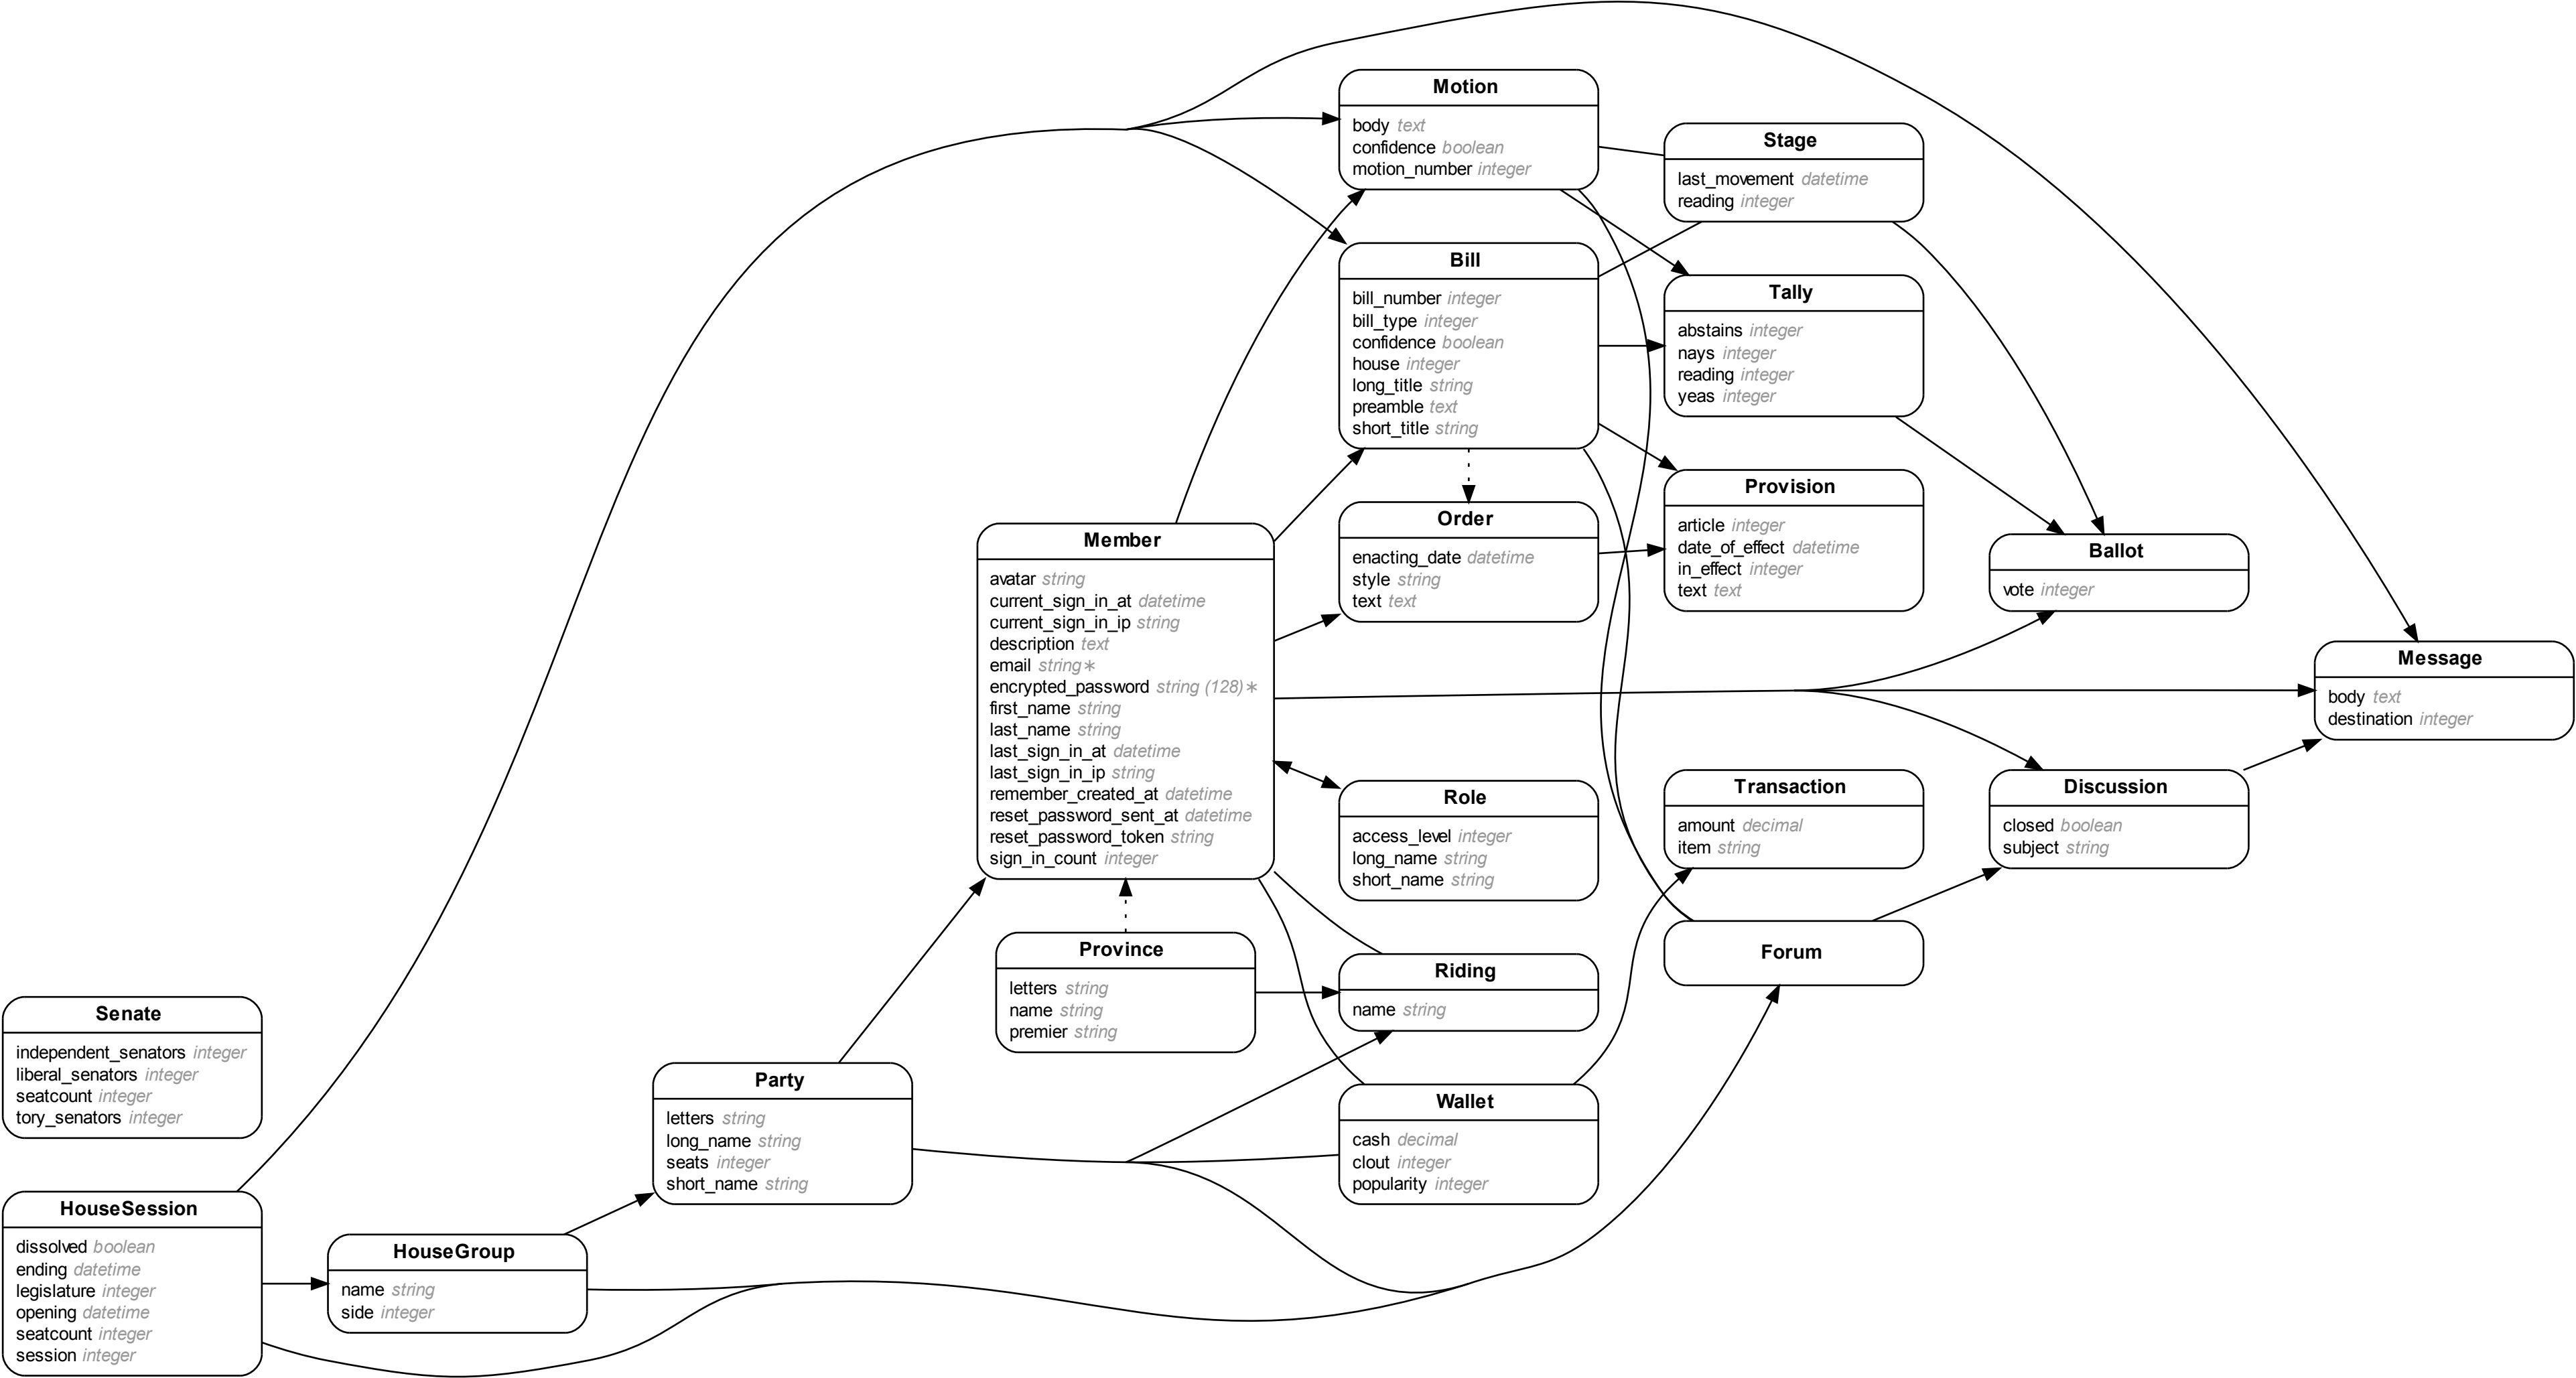 Motion
body text
confidence boolean
motion_number integer
Stage
last_movement datetime
reading integer
Bill
bill_number integer
bill_type integer
confidence boolean
house integer
long_title string
preamble text
short_title string
Tally
abstains integer
nays integer
reading integer
yeas integer
Provision
article integer
date_of_effect datetime
in_effect integer
text text
Order
enacting_date datetime
style string
text text
Member
avatar string
current_sign_in_at datetime
current_sign_in_ip string
description text
email string∗
encrypted_password string (128)∗
first_name string
last_name string
last_sign_in_at datetime
last_sign_in_ip string
remember_created_at datetime
reset_password_sent_at datetime
reset_password_token string
sign_in_count integer
Ballot
vote integer
Message
body text
destination integer
Role
access_level integer
long_name string
short_name string
Transaction
amount decimal
item string
Discussion
closed boolean
subject string
Forum
Province
letters string
name string
premier string
Riding
name string
Senate
independent_senators integer
liberal_senators integer
seatcount integer
tory_senators integer
Party
letters string
long_name string
seats integer
short_name string
Wallet
cash decimal
clout integer
popularity integer
HouseSession
dissolved boolean
ending datetime
legislature integer
opening datetime
seatcount integer
session integer
HouseGroup
name string
side integer